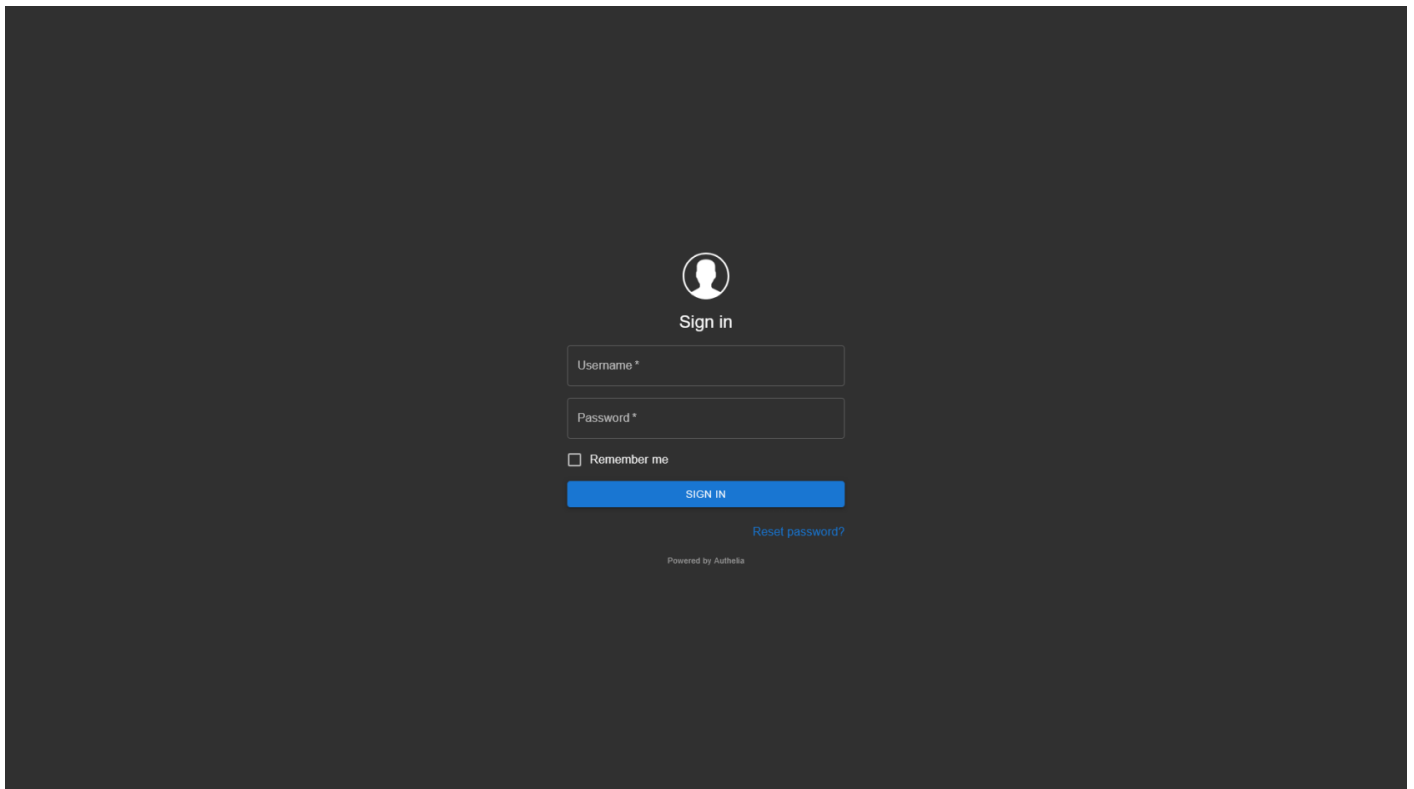 Sign in
Username *
Password *
Remember me
SIGN IN
Reset password?
Powered by Authelia